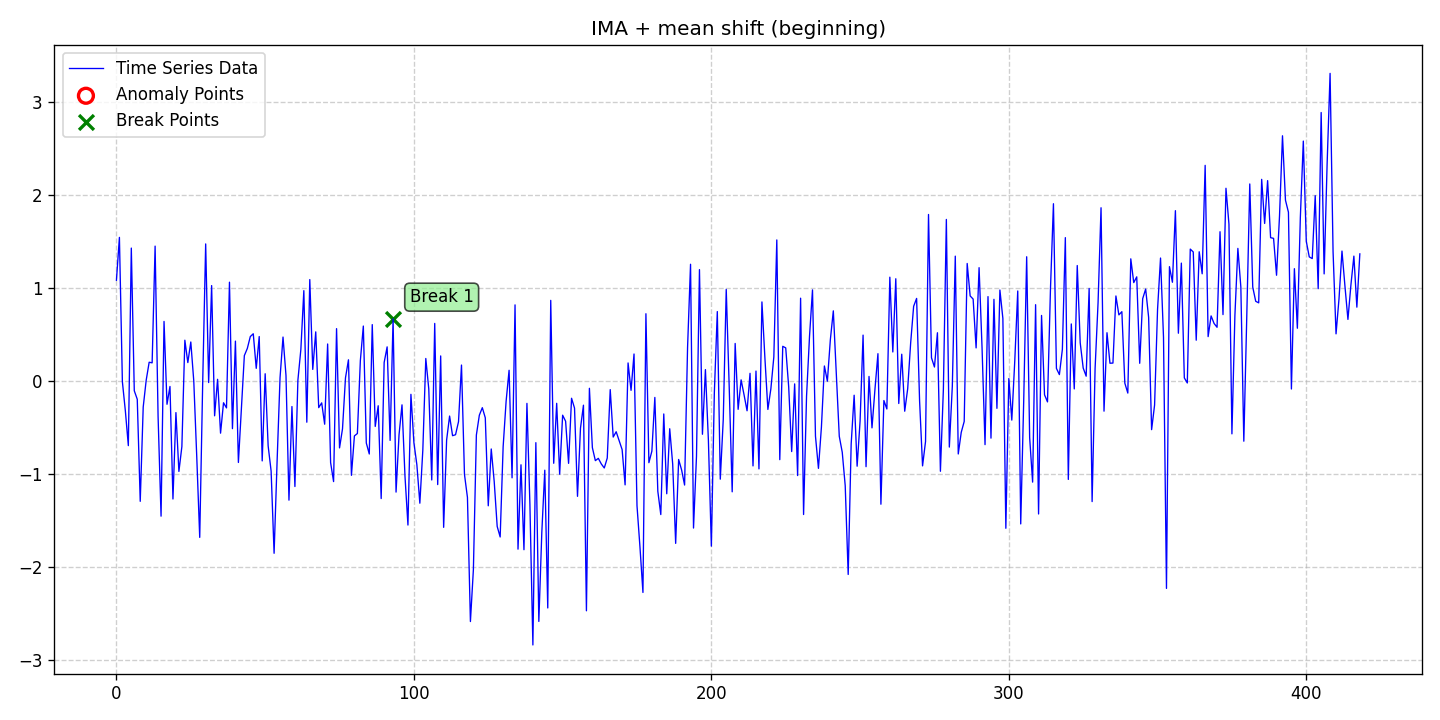 IMA + mean shift (beginning)
Time Series Data
Anomaly Points
Break Points
Break 1
3
2
1
0
−1
−2
−3
0
100
200
300
400